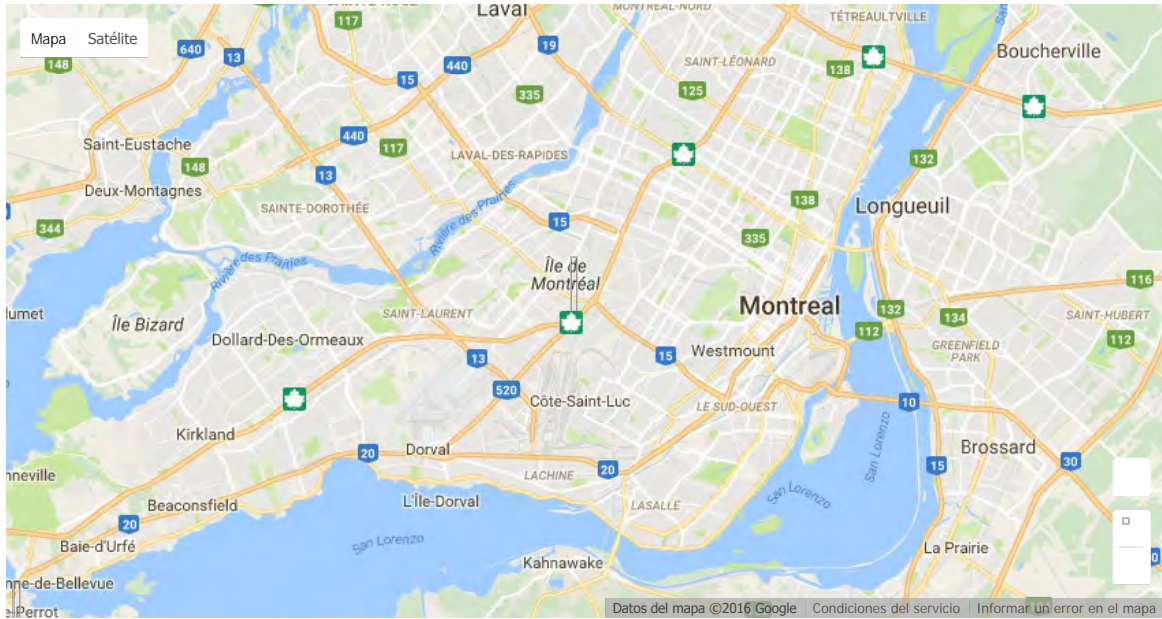 Mapa Satélite
Laval
MONTRÉAL-NORD
TÉTREAULTVILLE
117
640
13
19
Boucherville
148
440
SAINT-LÉONARD
138
15
335
125
440
117
Saint-Eustache
LAVAL-DES-RAPIDES
132
148
13
Deux-Montagnes
138
SAINTE-DOROTHÉE
Longueuil
344
15
Rivière des Prairies
335
Rivière des Prairies
Île de
Montréal
116
lumet
Île Bizard
SAINT-LAURENT
Montreal
132
134
SAINT-HUBERT
112
112
Dollard-Des-Ormeaux
13
15
Westmount
GREENFIELD
PARK
520
Côte-Saint-Luc
LE SUD-OUEST
10
Kirkland
20
Dorval
San Lorenzo
Brossard
nneville
LACHINE
20
15
30
Beaconsfield
L'Île-Dorval
LASALLE
San Lorenzo
20
Baie-d'Urfé
San Lorenzo
La Prairie
0
Kahnawake
nne-de-Bellevue
e-Perrot
Datos del mapa ©2016 Google Condiciones del servicio Informar un error en el mapa